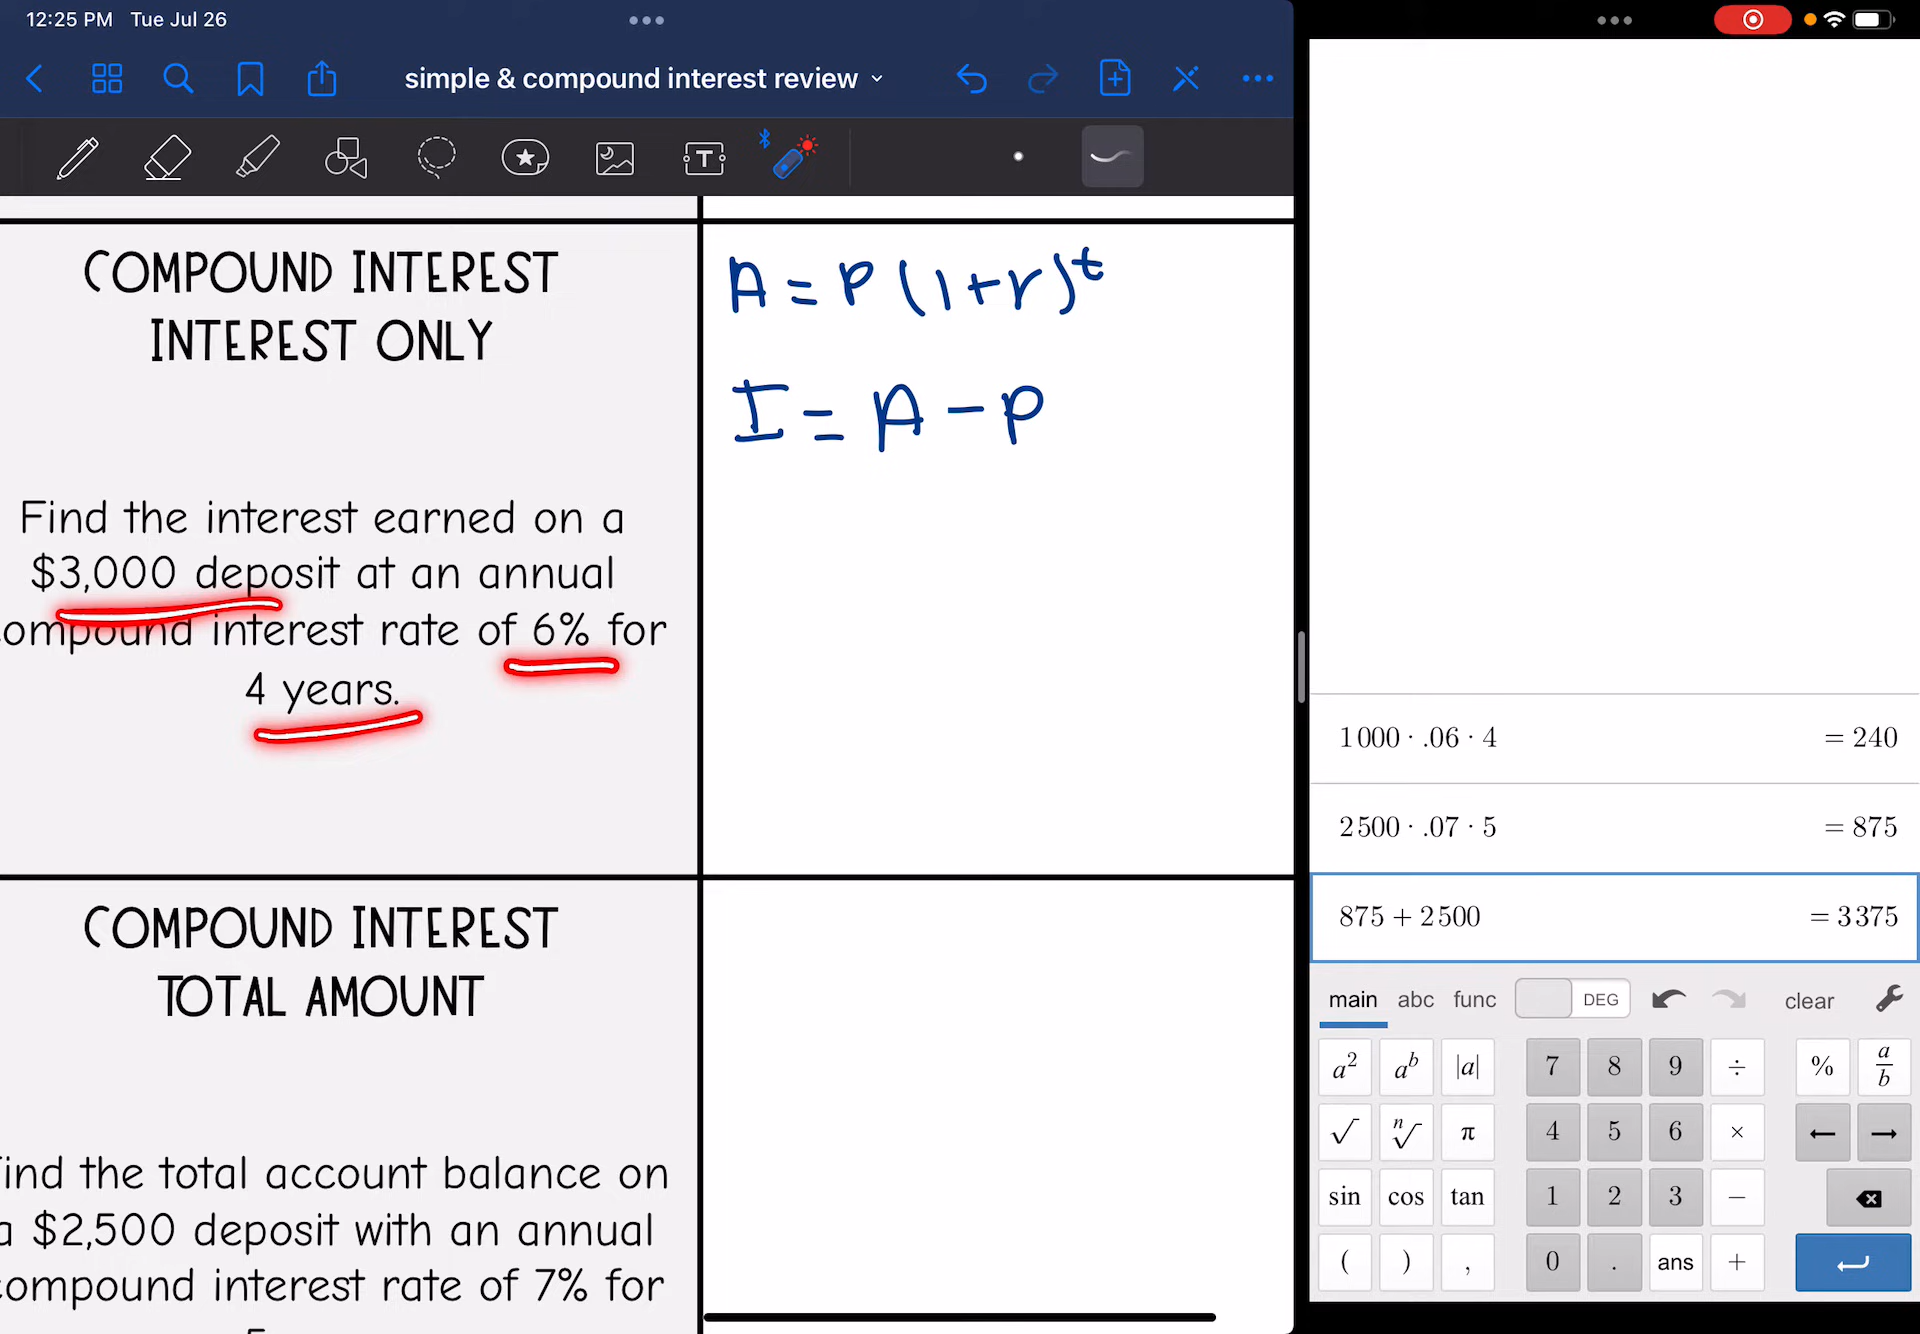 12:25 PM Tue Jul 26
simple & compound interest review
T
COMPOUND INTEREST
INTEREST ONLY
Find the interest earned on a
$3,000 deposit at an annual
ompound interest rate of 6% for
4 years.
A = P (1+r)^t
I = A - P
COMPOUND INTEREST
TOTAL AMOUNT
ind the total account balance on
a $2,500 deposit with an annual
compound interest rate of 7% for
1000 · .06 · 4 = 240
2500 · .07 · 5 = 875
875 + 2500 = 3375
main abc func DEG clear
a² aᵇ |a| 7 8 9 ÷ % a/b
√ ⁿ√ π 4 5 6 × ← →
sin cos tan 1 2 3 −
( ) , 0 . ans +